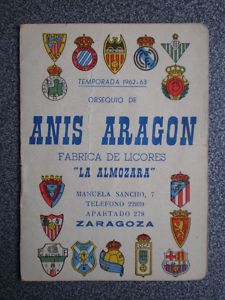 TEMPORADA 1962-63
OBSEQUIO DE
ANIS ARAGON
FABRICA DE LICORES
"LA ALMOZARA"
MANUELA SANCHO, 7
TELEFONO 22939
APARTADO 278
ZARAGOZA